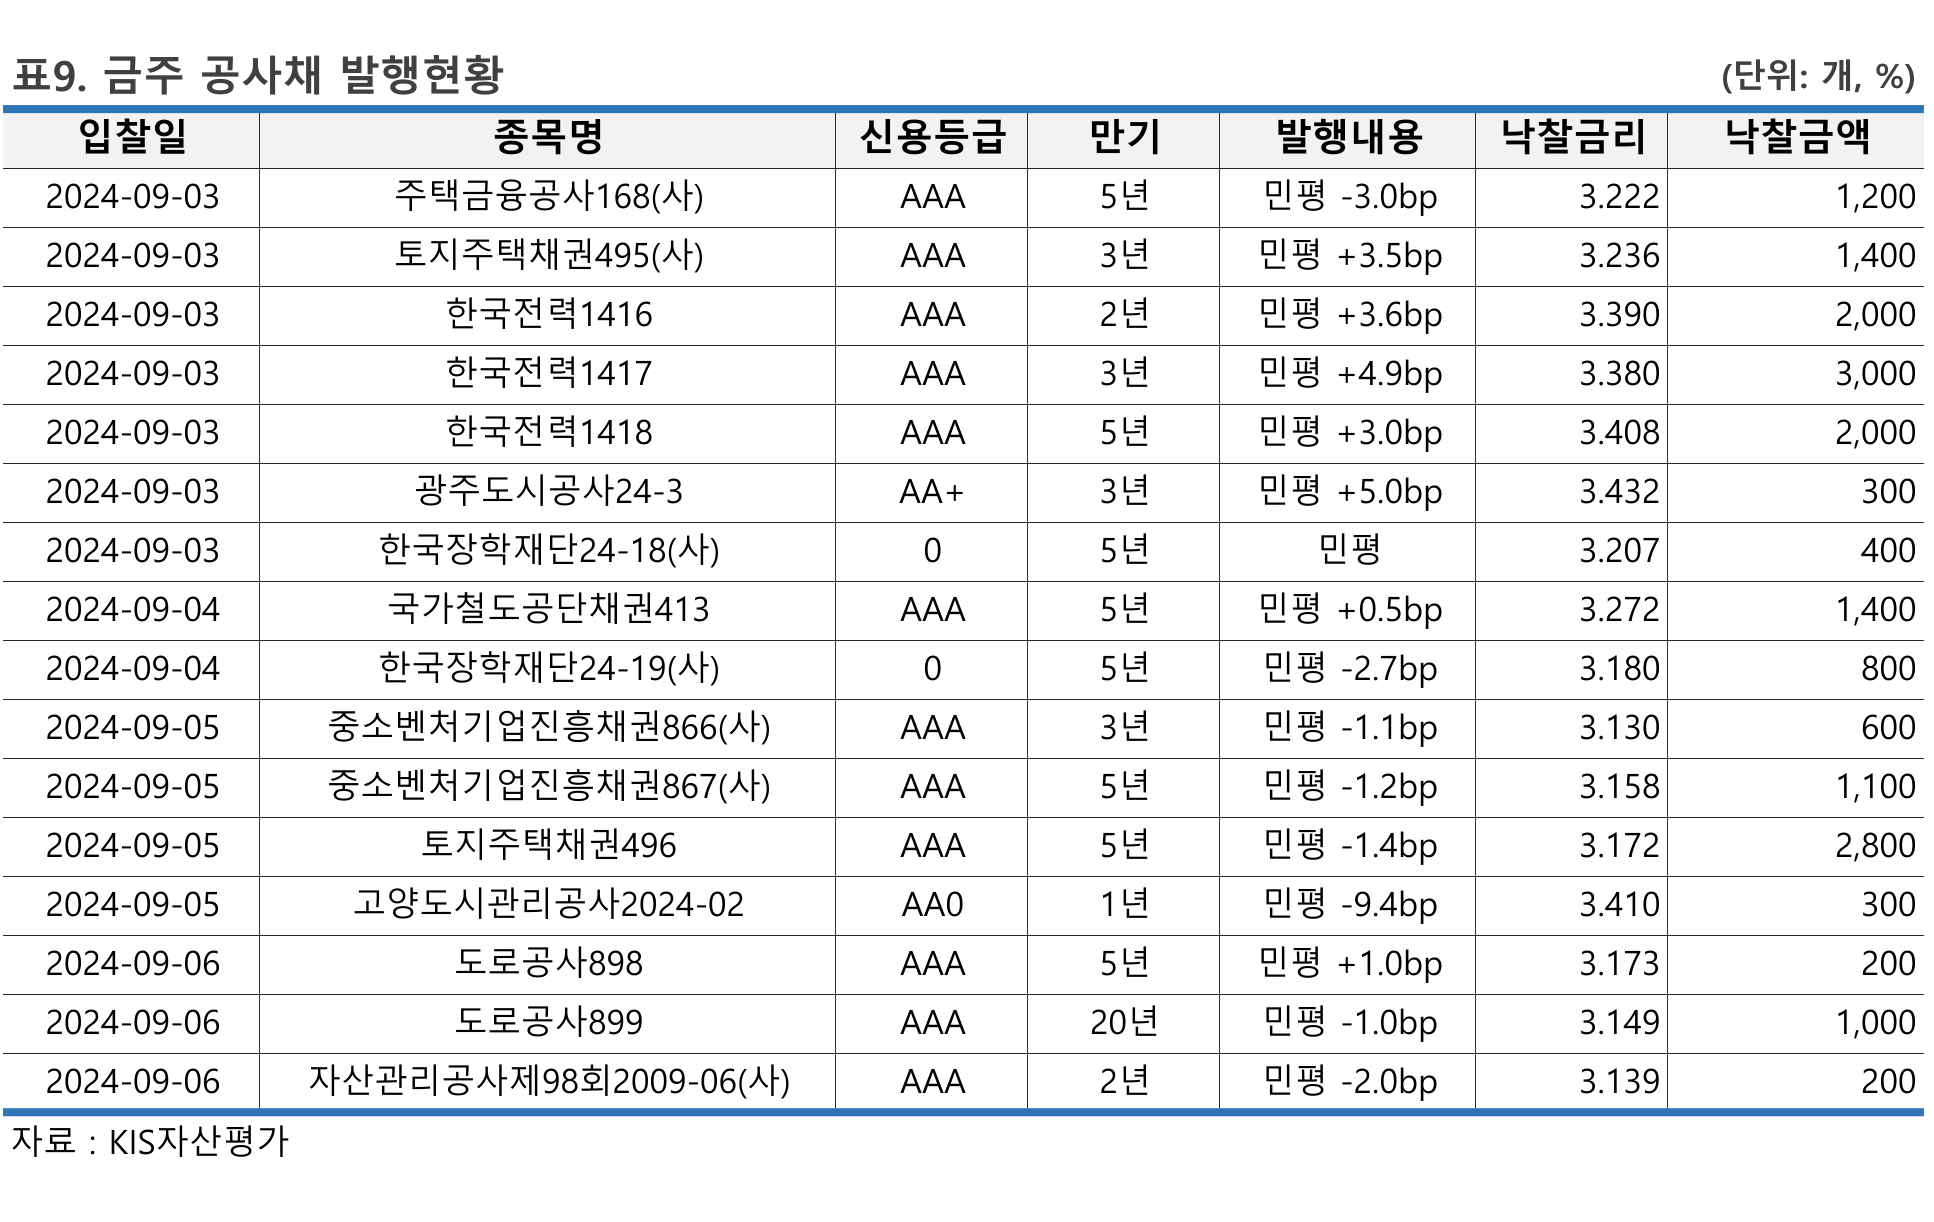 표9. 금주 공사채 발행현황 (단위: 개, %)
입찰일 종목명 신용등급 만기 발행내용 낙찰금리 낙찰금액
2024-09-03 주택금융공사168(사) AAA 5년 민평 -3.0bp 3.222 1,200
2024-09-03 토지주택채권495(사) AAA 3년 민평 +3.5bp 3.236 1,400
2024-09-03 한국전력1416 AAA 2년 민평 +3.6bp 3.390 2,000
2024-09-03 한국전력1417 AAA 3년 민평 +4.9bp 3.380 3,000
2024-09-03 한국전력1418 AAA 5년 민평 +3.0bp 3.408 2,000
2024-09-03 광주도시공사24-3 AA+ 3년 민평 +5.0bp 3.432 300
2024-09-03 한국장학재단24-18(사) 0 5년 민평 3.207 400
2024-09-04 국가철도공단채권413 AAA 5년 민평 +0.5bp 3.272 1,400
2024-09-04 한국장학재단24-19(사) 0 5년 민평 -2.7bp 3.180 800
2024-09-05 중소벤처기업진흥채권866(사) AAA 3년 민평 -1.1bp 3.130 600
2024-09-05 중소벤처기업진흥채권867(사) AAA 5년 민평 -1.2bp 3.158 1,100
2024-09-05 토지주택채권496 AAA 5년 민평 -1.4bp 3.172 2,800
2024-09-05 고양도시관리공사2024-02 AA0 1년 민평 -9.4bp 3.410 300
2024-09-06 도로공사898 AAA 5년 민평 +1.0bp 3.173 200
2024-09-06 도로공사899 AAA 20년 민평 -1.0bp 3.149 1,000
2024-09-06 자산관리공사제98회2009-06(사) AAA 2년 민평 -2.0bp 3.139 200
자료 : KIS자산평가